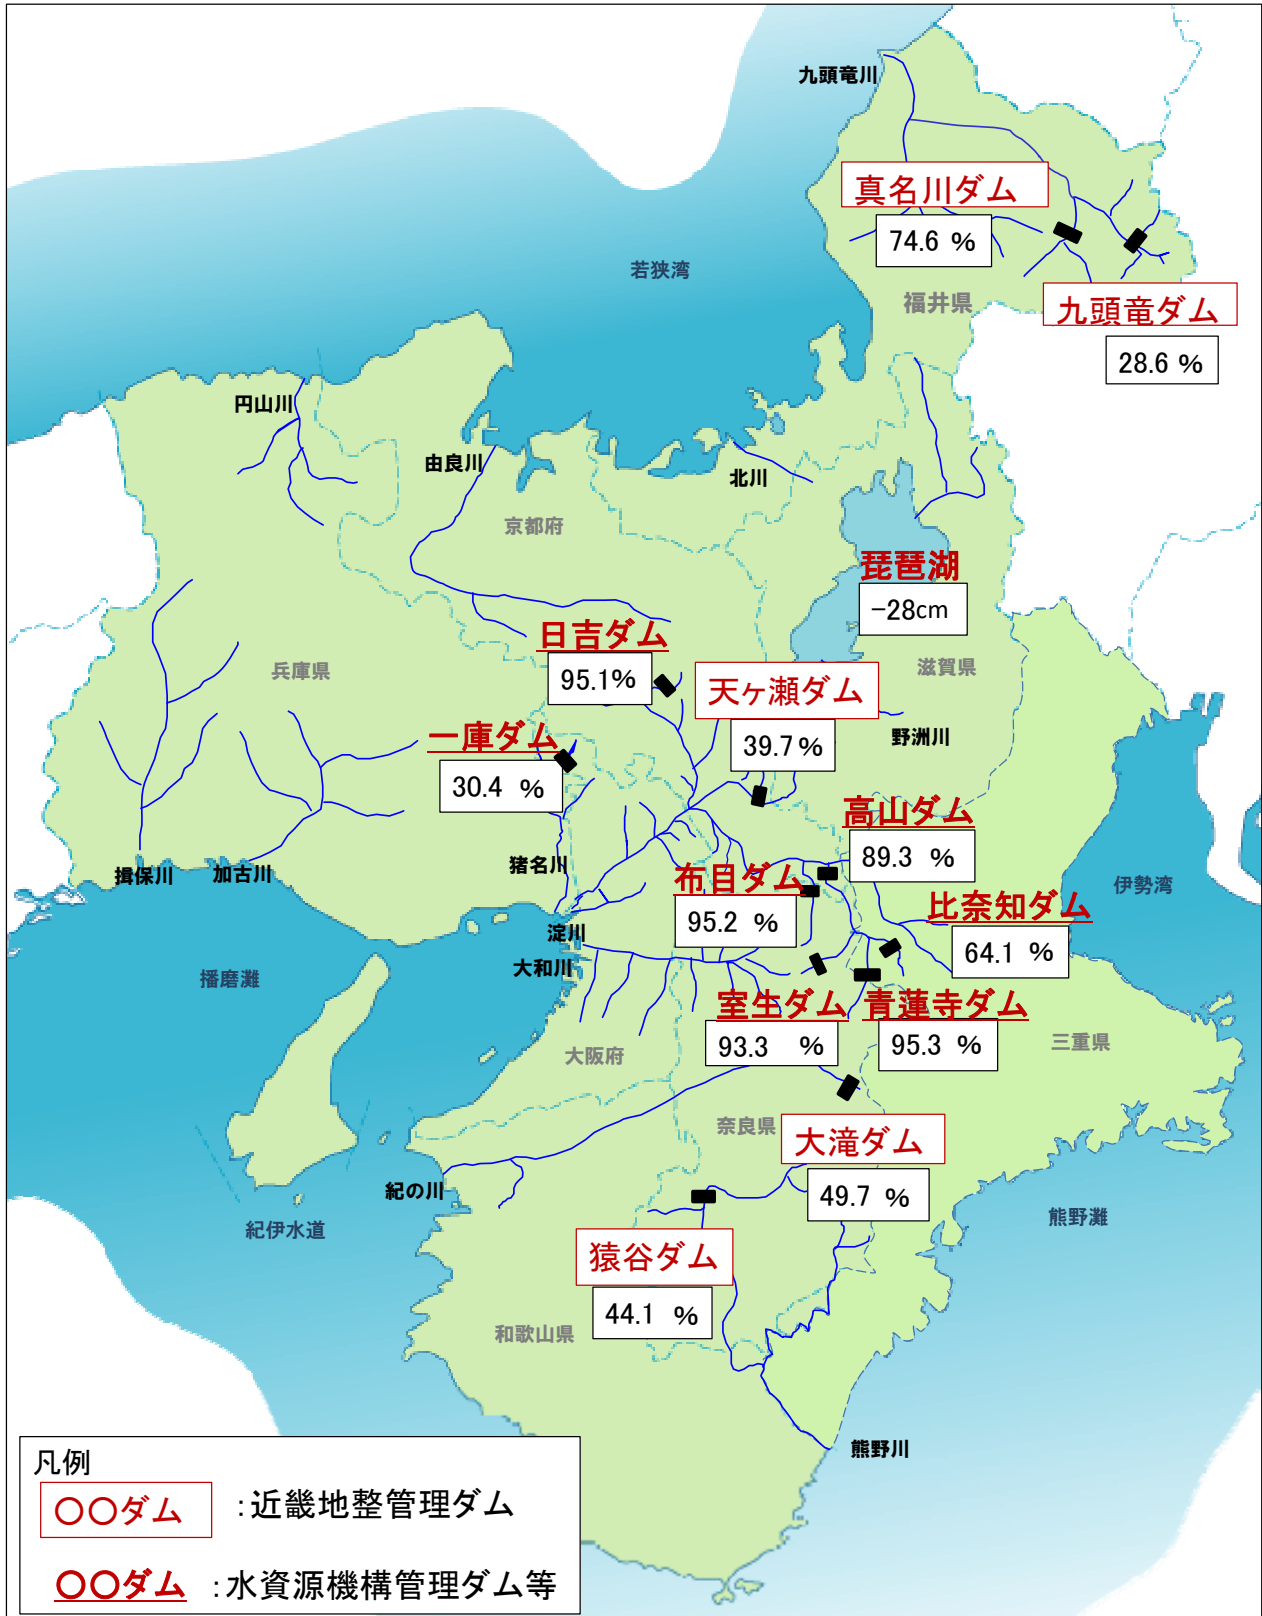 九頭竜川
真名川ダム
74.6 %
若狭湾
福井県
九頭竜ダム
28.6 %
円山川
由良川
北川
京都府
琵琶湖
-28cm
日吉ダム
95.1%
兵庫県
滋賀県
天ヶ瀬ダム
39.7%
野洲川
一庫ダム
30.4 %
高山ダム
89.3 %
猪名川
揖保川
加古川
布目ダム
95.2 %
伊勢湾
比奈知ダム
64.1 %
淀川
大和川
播磨灘
室生ダム
93.3 %
青蓮寺ダム
95.3 %
大阪府
三重県
奈良県
大滝ダム
49.7 %
紀の川
紀伊水道
熊野灘
猿谷ダム
44.1 %
和歌山県
熊野川
凡例
〇〇ダム :近畿地整管理ダム
〇〇ダム :水資源機構管理ダム等